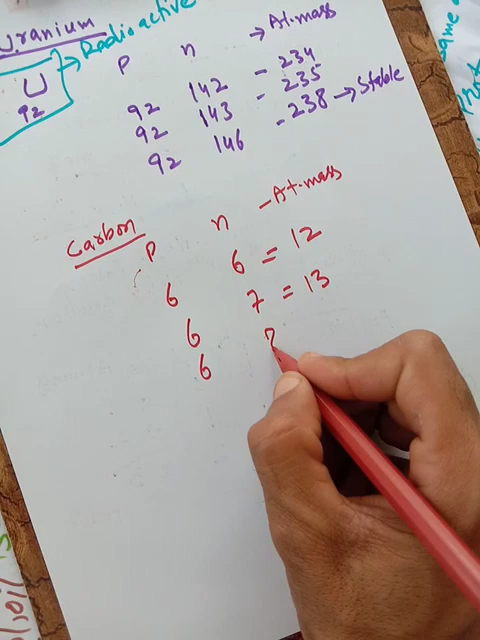 Uranium → Radioactive
U
92
p n → At.mass
92 142 - 234
92 143 - 235
92 146 - 238 → Stable
Carbon
p n - At.mass
6 6 = 12
6 7 = 13
6
same